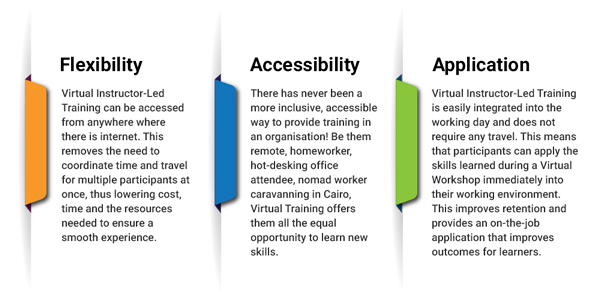 Flexibility
Virtual Instructor-Led
Training can be accessed
from anywhere where
there is internet. This
removes the need to
coordinate time and travel
for multiple participants at
once, thus lowering cost,
time and the resources
needed to ensure a
smooth experience.
Accessibility
There has never been a
more inclusive, accessible
way to provide training in
an organisation! Be them
remote, homeworker,
hot-desking office
attendee, nomad worker
caravanning in Cairo,
Virtual Training offers
them all the equal
opportunity to learn new
skills.
Application
Virtual Instructor-Led Training
is easily integrated into the
working day and does not
require any travel. This means
that participants can apply the
skills learned during a Virtual
Workshop immediately into
their working environment.
This improves retention and
provides an on-the-job
application that improves
outcomes for learners.